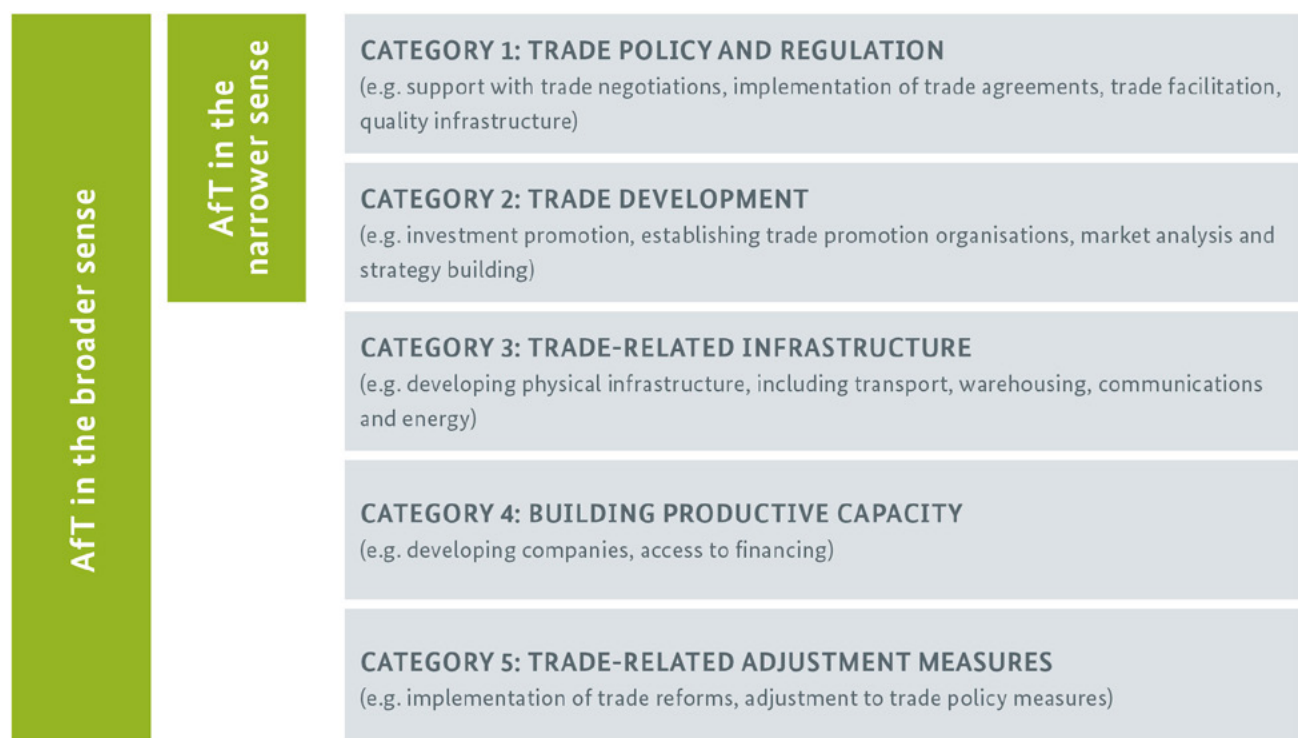 AfT in the broader sense
AfT in the
narrower sense
CATEGORY 1: TRADE POLICY AND REGULATION
(e.g. support with trade negotiations, implementation of trade agreements, trade facilitation,
quality infrastructure)
CATEGORY 2: TRADE DEVELOPMENT
(e.g. investment promotion, establishing trade promotion organisations, market analysis and
strategy building)
CATEGORY 3: TRADE-RELATED INFRASTRUCTURE
(e.g. developing physical infrastructure, including transport, warehousing, communications
and energy)
CATEGORY 4: BUILDING PRODUCTIVE CAPACITY
(e.g. developing companies, access to financing)
CATEGORY 5: TRADE-RELATED ADJUSTMENT MEASURES
(e.g. implementation of trade reforms, adjustment to trade policy measures)